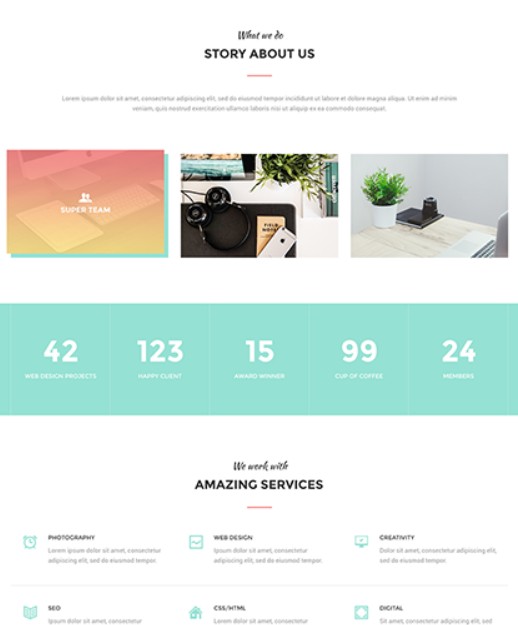 What we do
STORY ABOUT US
Lorem ipsum dolor sit amet, consectetur adipiscing elit, sed do eiusmod tempor incididunt ut labore et dolore magna aliqua. Ut enim ad minim
veniam, quis nostrud exercitation ullamco laboris nisi ut aliquip ex ea commodo consequat.
SUPER TEAM
FIELD NOTES
42 123 15 99 24
WEB DESIGN PROJECTS HAPPY CLIENT AWARD WINNER CUP OF COFFEE MEMBERS
We work with
AMAZING SERVICES
PHOTOGRAPHY WEB DESIGN CREATIVITY
Lorem ipsum dolor sit amet, consectetur Ipsum dolor sit amet, consectetur Dolor sit amet, consectetur adipiscing elit,
adipiscing elit, sed do eiusmod tempor. adipiscing elit, sed do eiusmod tempor. sed do eiusmod tempor.
SEO CSS/HTML DIGITAL
Lorem ipsum dolor sit amet, consectetur Ipsum dolor sit amet, consectetur Sit amet, consectetur adipiscing elit, sed